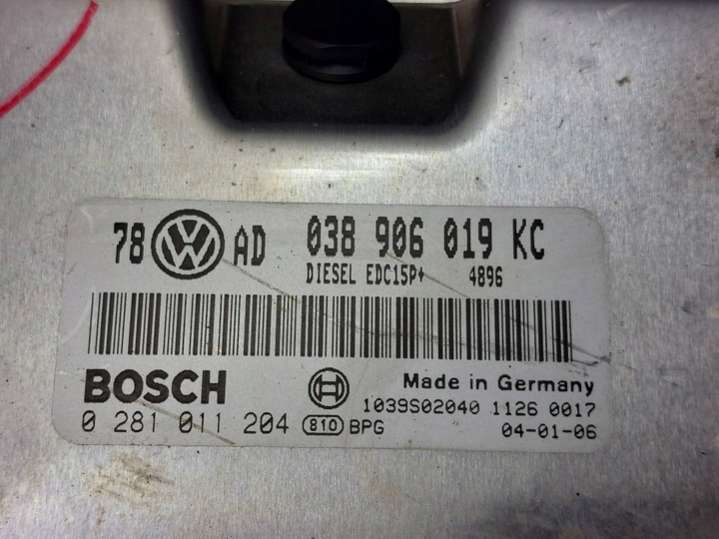 78 VW AD 038 906 019 KC
DIESEL EDC15P+ 4896
BOSCH Made in Germany
1039S02040 1126 0017
0 281 011 204 810 BPG 04-01-06